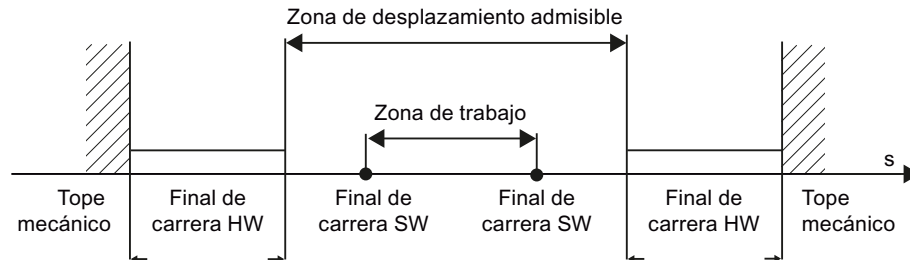 Zona de desplazamiento admisible
Zona de trabajo
s
Tope
mecánico
Final de
carrera HW
Final de
carrera SW
Final de
carrera SW
Final de
carrera HW
Tope
mecánico